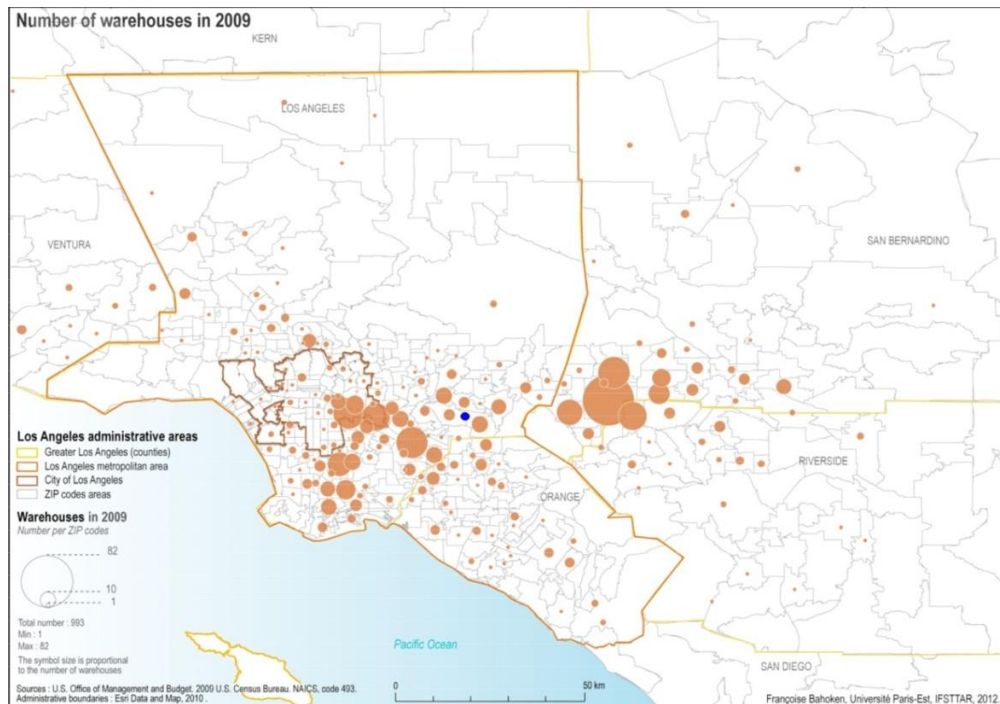 Number of warehouses in 2009
KERN
LOS ANGELES
VENTURA
SAN BERNARDINO
Los Angeles administrative areas
Greater Los Angeles (counties)
Los Angeles metropolitan area
City of Los Angeles
ZIP codes areas
RIVERSIDE
ORANGE
Warehouses in 2009
Number per ZIP codes
82
10
1
Total number : 993
Min : 1
Max : 82
The symbol size is proportional
to the number of warehouses
Pacific Ocean
SAN DIEGO
0
50 km
Sources : U.S. Office of Management and Budget. 2009 U.S. Census Bureau. NAICS, code 493.
Administrative boundaries : Esri Data and Map, 2010 .
Françoise Bahoken, Université Paris-Est, IFSTTAR, 2012